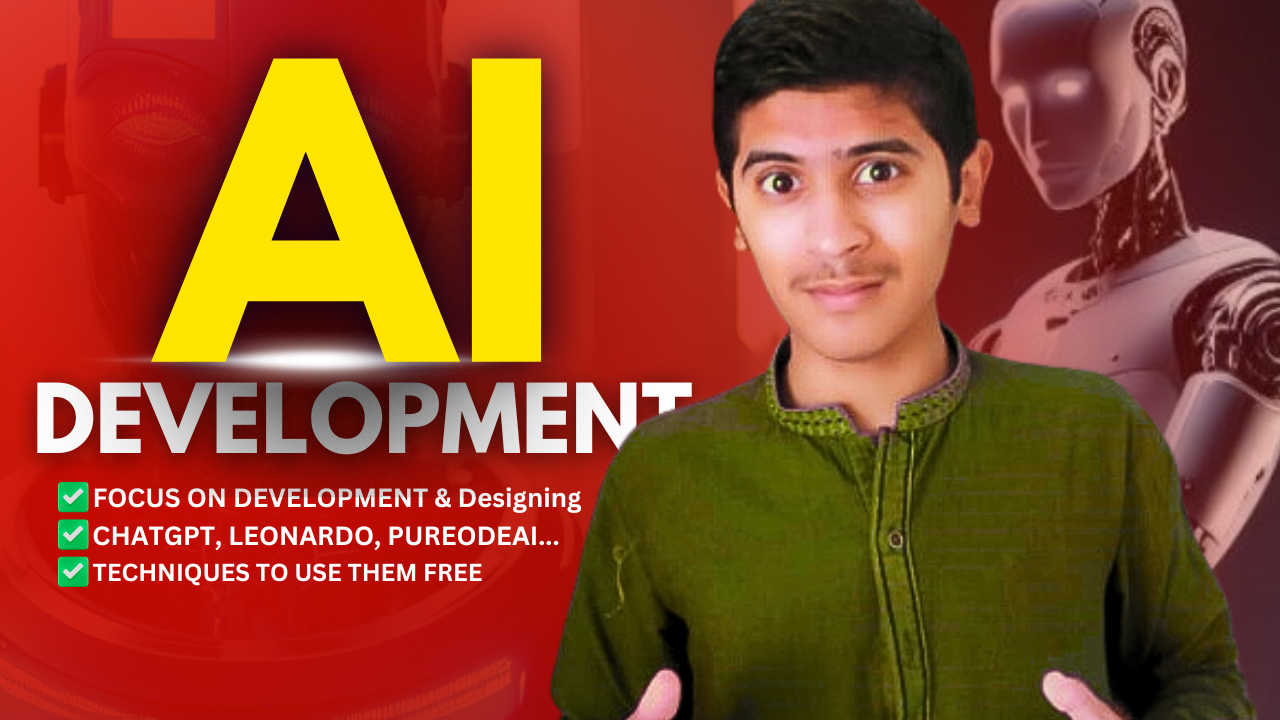 AI
DEVELOPMENT
✅ FOCUS ON DEVELOPMENT & Designing
✅ CHATGPT, LEONARDO, PUREODEAI...
✅ TECHNIQUES TO USE THEM FREE